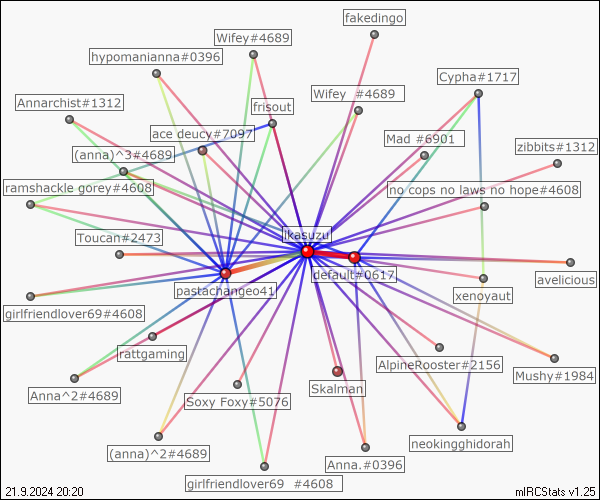 fakedingo
Wifey#4689
hypomanianna#0396
Cypha#1717
Annarchist#1312
Wifey #4689
frisout
ace deucy#7097
Mad #6901
zibbits#1312
(anna)^3#4689
ramshackle gorey#4608
no cops no laws no hope#4608
Toucan#2473
ikasuzu
default#0617
avelicious
pastachangeo41
xenoyaut
girlfriendlover69#4608
rattgaming
AlpineRooster#2156
Mushy#1984
Skalman
Anna^2#4689
Soxy Foxy#5076
neokingghidorah
(anna)^2#4689
Anna.#0396
girlfriendlover69 #4608
21.9.2024 20:20
mIRCStats v1.25